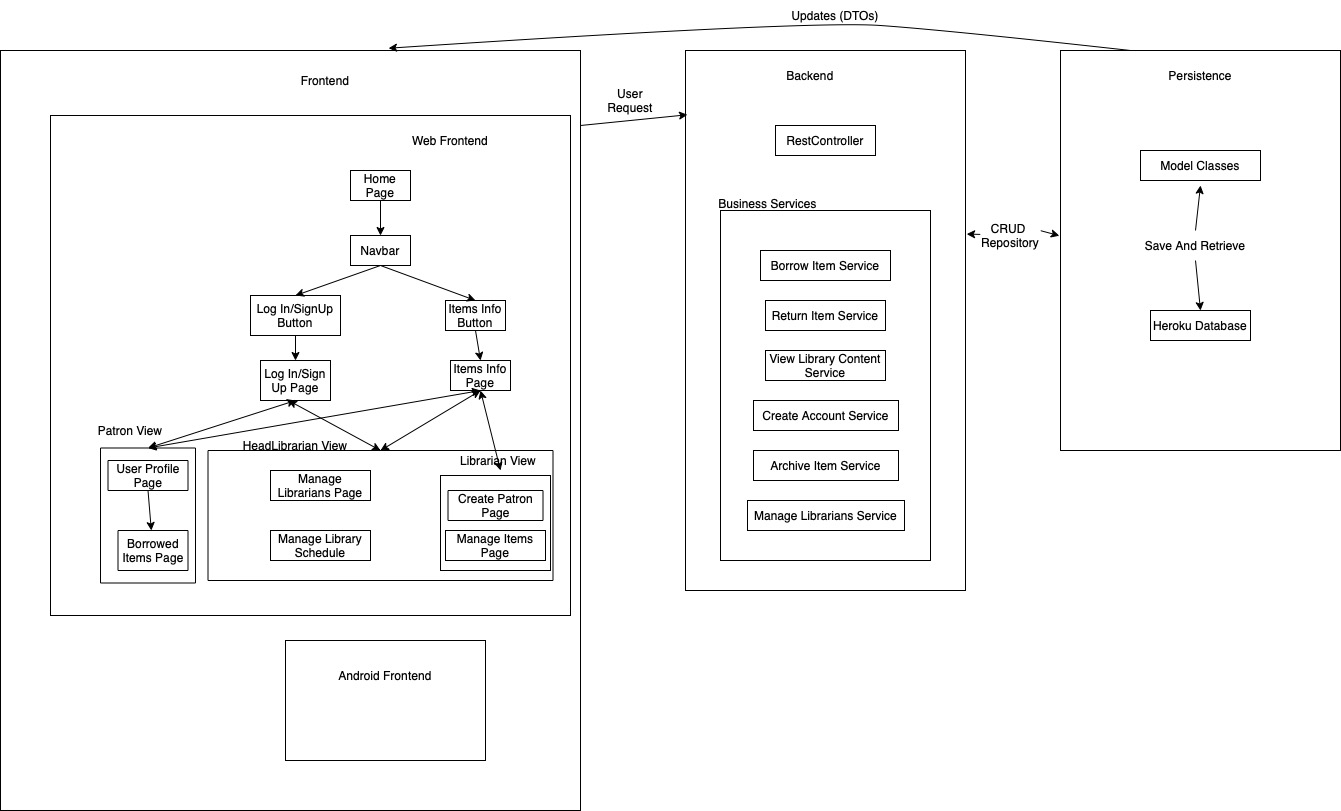 Updates (DTOs)
Frontend
Web Frontend
Home
Page
Navbar
Log In/SignUp
Button
Items Info
Button
Log In/Sign
Up Page
Items Info
Page
Patron View
User Profile
Page
Borrowed
Items Page
HeadLibrarian View
Manage
Librarians Page
Manage Library
Schedule
Librarian View
Create Patron
Page
Manage Items
Page
Android Frontend
User
Request
Backend
RestController
Business Services
Borrow Item Service
Return Item Service
View Library Content
Service
Create Account Service
Archive Item Service
Manage Librarians Service
CRUD
Repository
Persistence
Model Classes
Save And Retrieve
Heroku Database